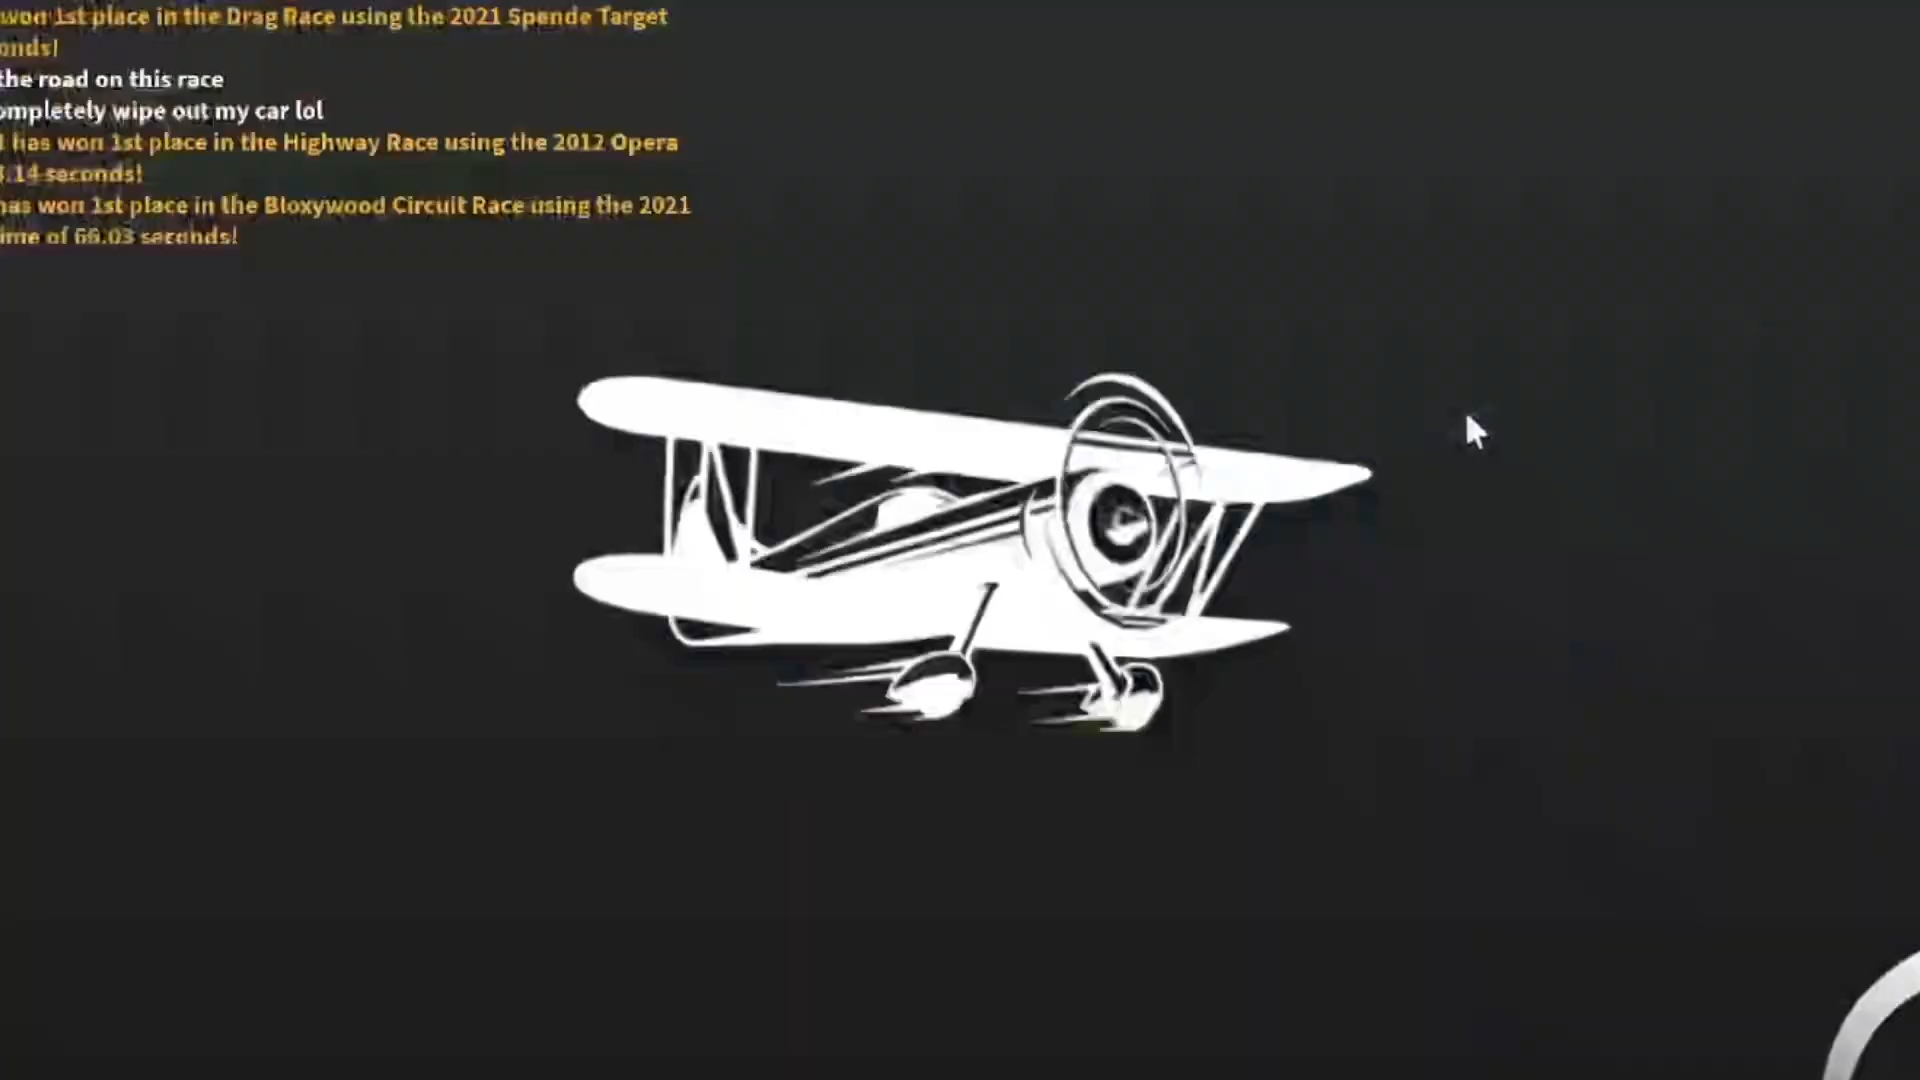 won 1st place in the Drag Race using the 2021 Spende Target
onds!
the road on this race
ompletely wipe out my car lol
has won 1st place in the Highway Race using the 2012 Opera
.14 seconds!
has won 1st place in the Bloxywood Circuit Race using the 2021
ime of 66.03 seconds!